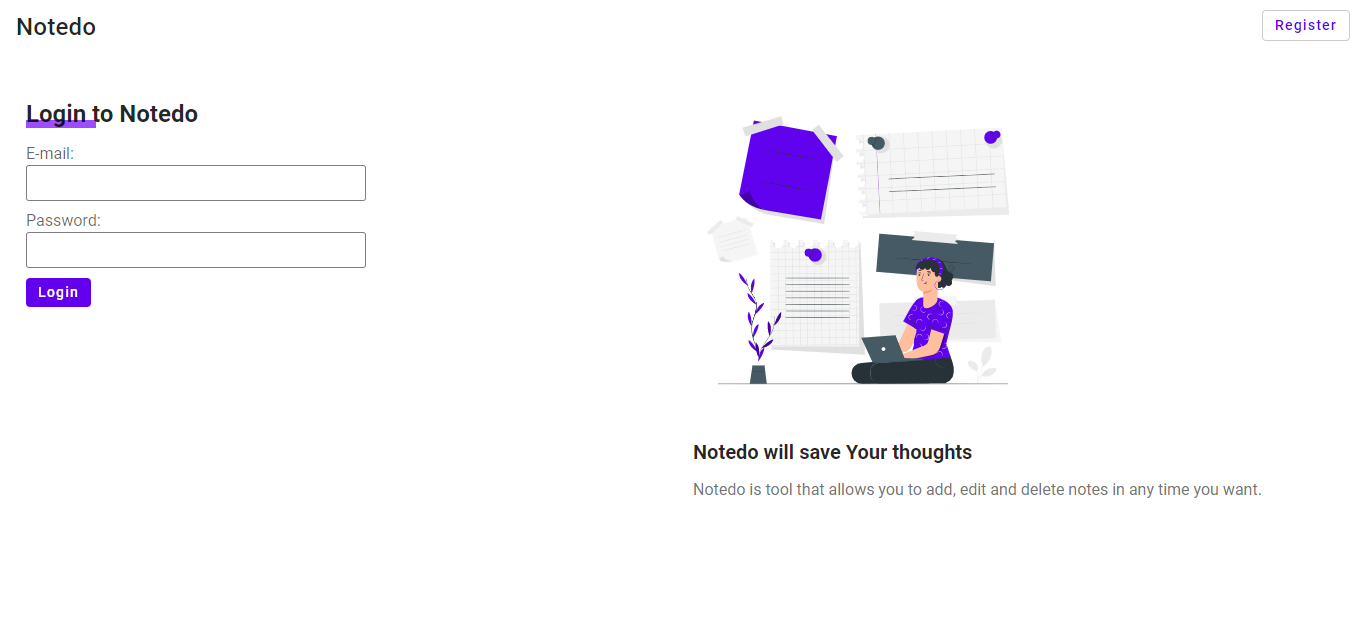 Notedo
Register
Login to Notedo
E-mail:
Password:
Login
Notedo will save Your thoughts
Notedo is tool that allows you to add, edit and delete notes in any time you want.